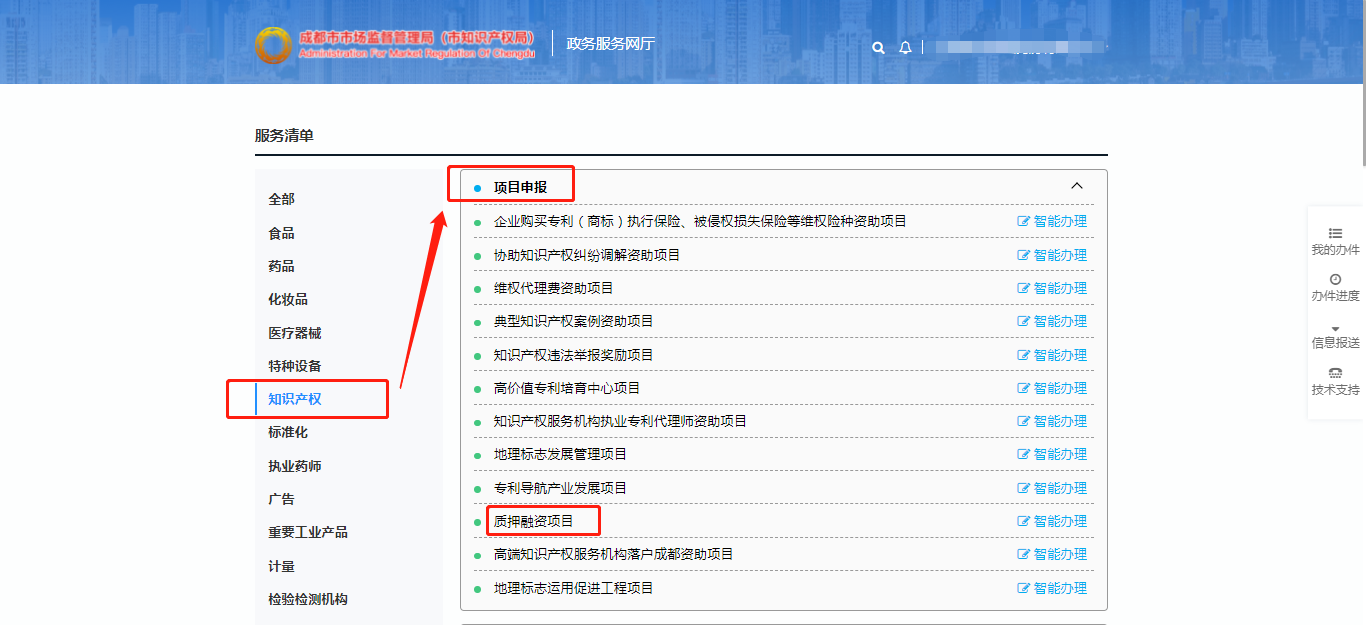 成都市市场监督管理局（市知识产权局）
Administration For Market Regulation Of Chengdu
政务服务网厅
服务清单
全部
食品
药品
化妆品
医疗器械
特种设备
知识产权
标准化
执业药师
广告
重要工业产品
计量
检验检测机构
项目申报
企业购买专利（商标）执行保险、被侵权损失保险等维权险种资助项目 智能办理
协助知识产权纠纷调解资助项目 智能办理
维权代理费资助项目 智能办理
典型知识产权案例资助项目 智能办理
知识产权违法举报奖励项目 智能办理
高价值专利培育中心项目 智能办理
知识产权服务机构执业专利代理师资助项目 智能办理
地理标志发展管理项目 智能办理
专利导航产业发展项目 智能办理
质押融资项目 智能办理
高端知识产权服务机构落户成都资助项目 智能办理
地理标志运用促进工程项目 智能办理
我的办件
办件进度
信息报送
技术支持